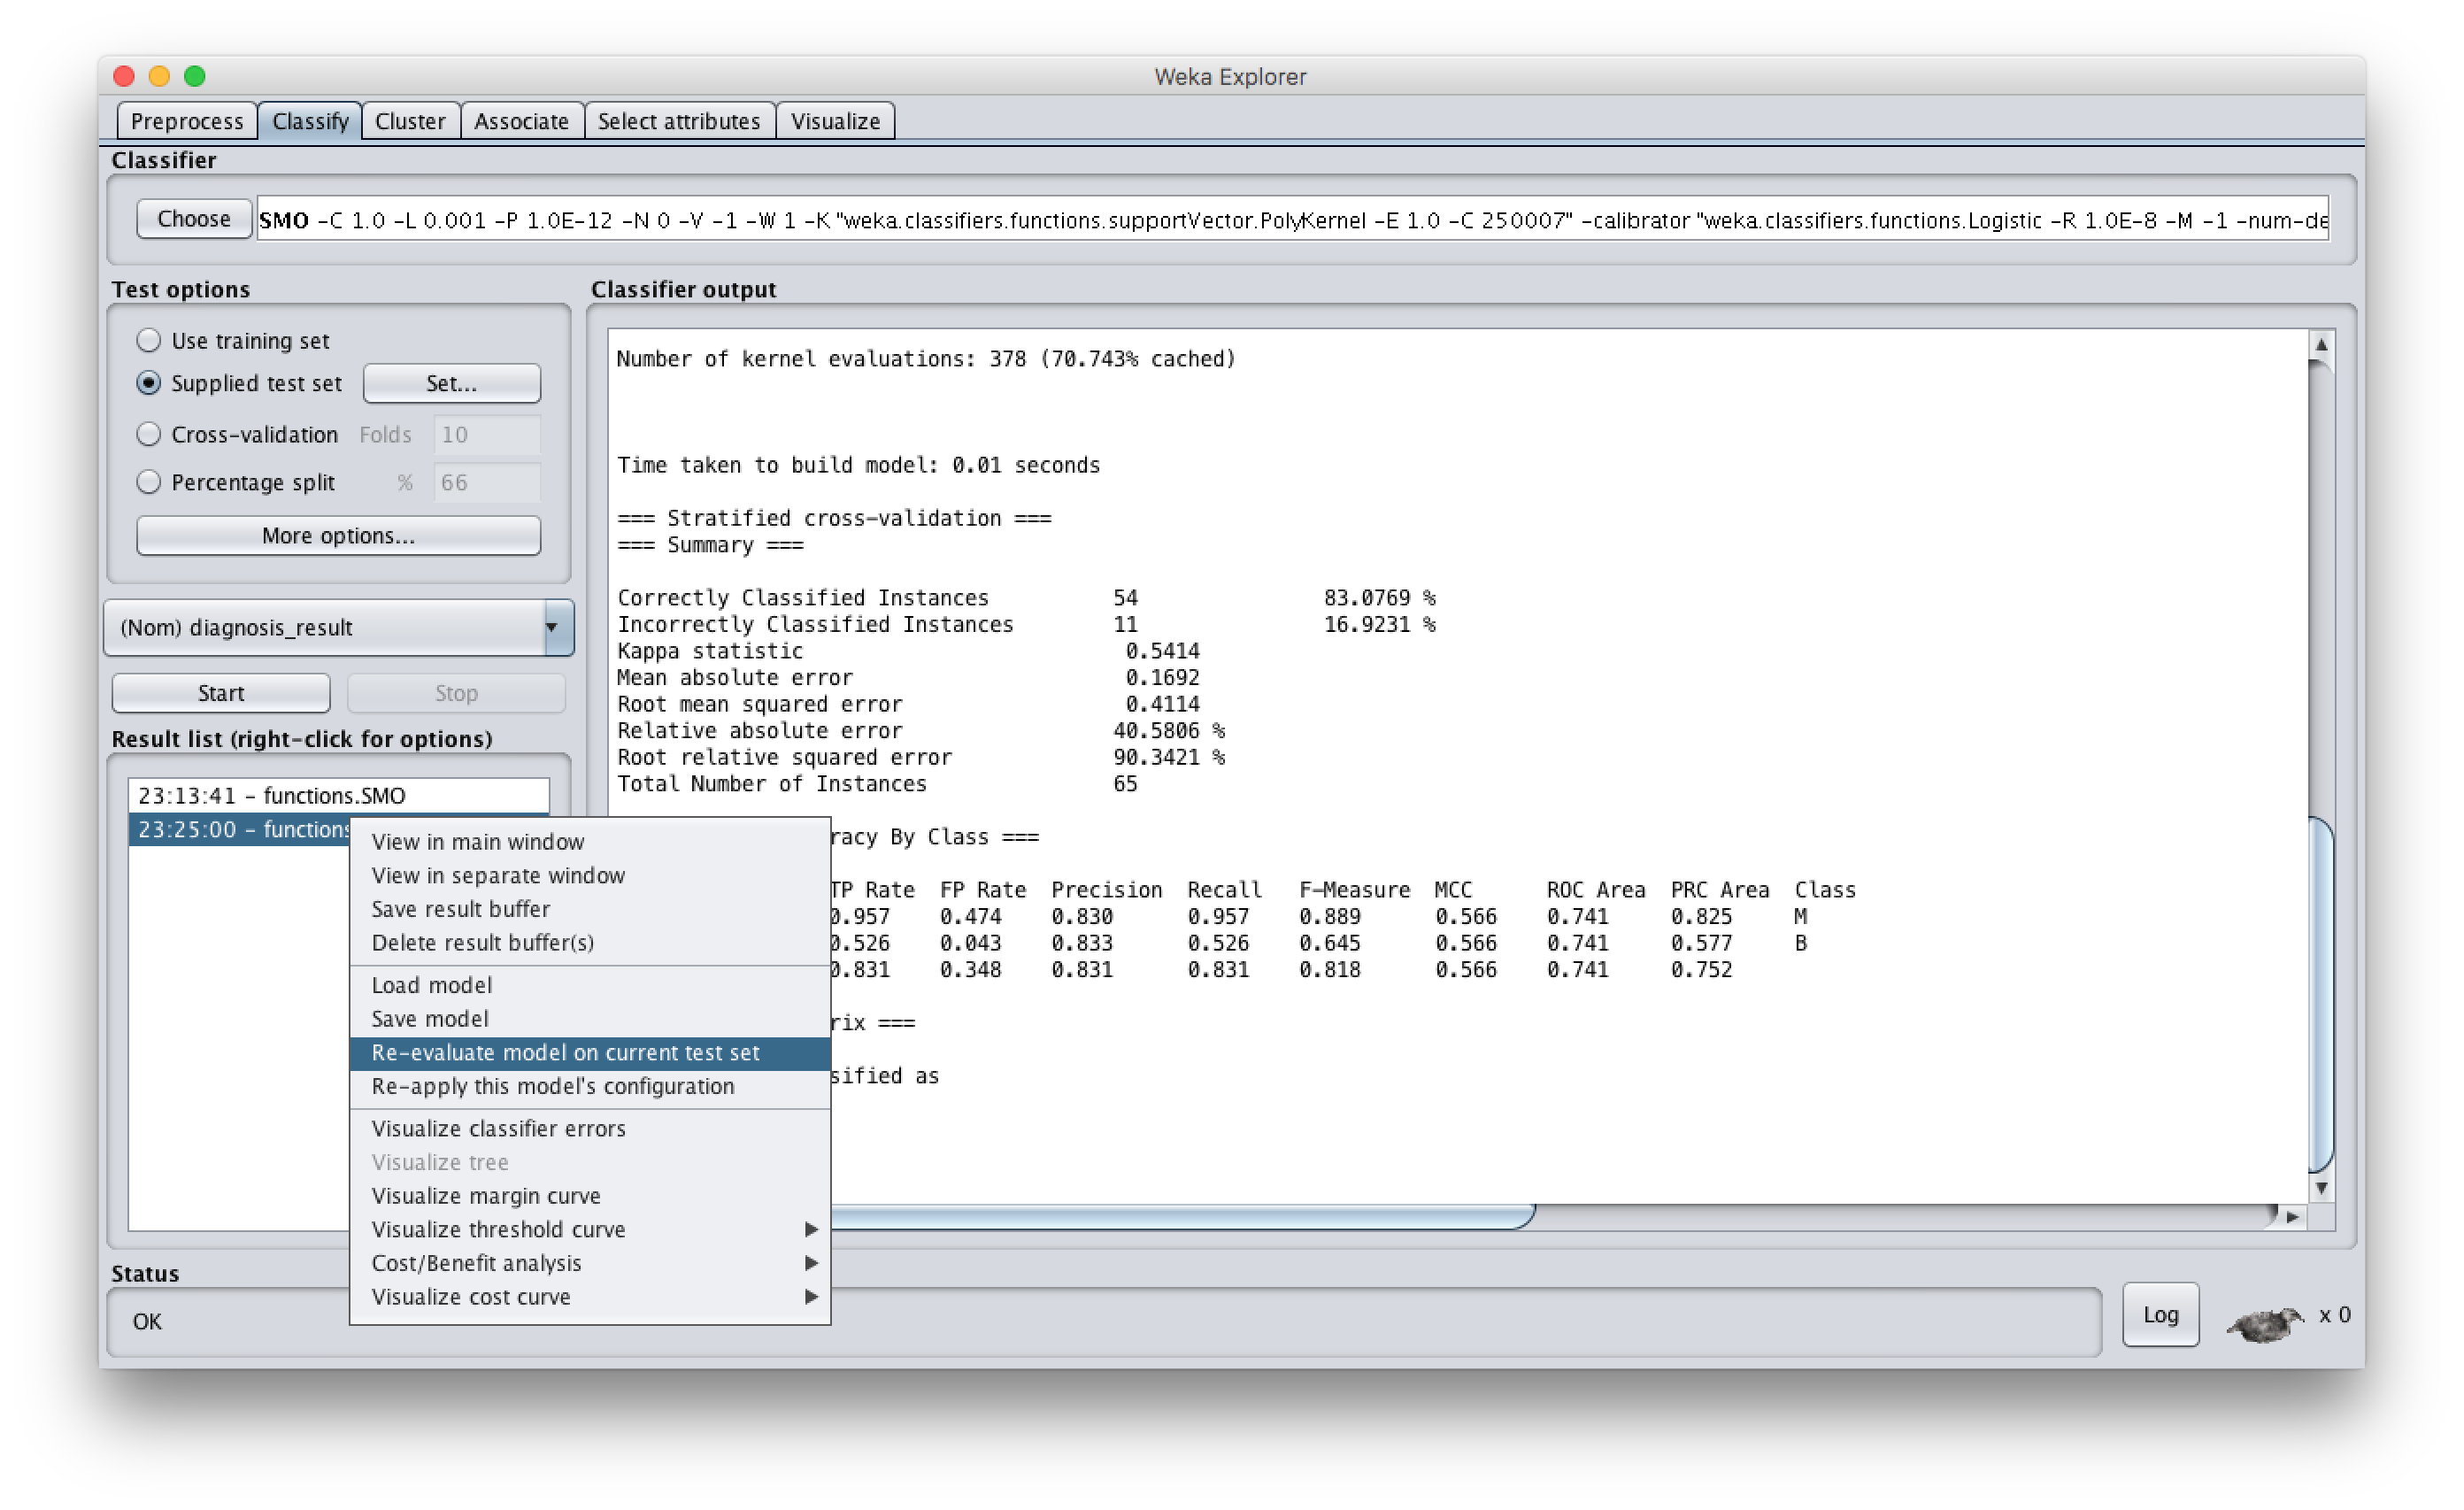 Weka Explorer
Preprocess Classify Cluster Associate Select attributes Visualize
Classifier
Choose SMO -C 1.0 -L 0.001 -P 1.0E-12 -N 0 -V -1 -W 1 -K "weka.classifiers.functions.supportVector.PolyKernel -E 1.0 -C 250007" -calibrator "weka.classifiers.functions.Logistic -R 1.0E-8 -M -1 -num-de
Test options
Use training set
Supplied test set Set...
Cross-validation Folds 10
Percentage split % 66
More options...
(Nom) diagnosis_result
Start Stop
Result list (right-click for options)
23:13:41 - functions.SMO
23:25:00 - functions
View in main window
View in separate window
Save result buffer
Delete result buffer(s)
Load model
Save model
Re-evaluate model on current test set
Re-apply this model's configuration
Visualize classifier errors
Visualize tree
Visualize margin curve
Visualize threshold curve
Cost/Benefit analysis
Visualize cost curve
Classifier output
Number of kernel evaluations: 378 (70.743% cached)
Time taken to build model: 0.01 seconds
=== Stratified cross-validation ===
=== Summary ===
Correctly Classified Instances 54 83.0769 %
Incorrectly Classified Instances 11 16.9231 %
Kappa statistic 0.5414
Mean absolute error 0.1692
Root mean squared error 0.4114
Relative absolute error 40.5806 %
Root relative squared error 90.3421 %
Total Number of Instances 65
racy By Class ===
TP Rate FP Rate Precision Recall F-Measure MCC ROC Area PRC Area Class
0.957 0.474 0.830 0.957 0.889 0.566 0.741 0.825 M
0.526 0.043 0.833 0.526 0.645 0.566 0.741 0.577 B
0.831 0.348 0.831 0.831 0.818 0.566 0.741 0.752
rix ===
sified as
Status
OK
Log
x 0